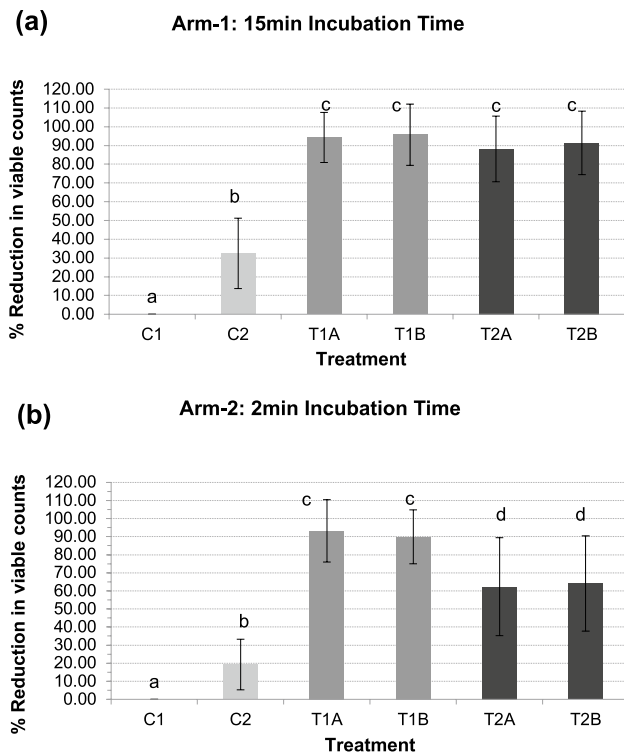 (a)
Arm-1: 15min Incubation Time
% Reduction in viable counts
120.00
110.00
100.00
90.00
80.00
70.00
60.00
50.00
40.00
30.00
20.00
10.00
0.00
a
b
c
c
c
c
C1
C2
T1A
T1B
T2A
T2B
Treatment
(b)
Arm-2: 2min Incubation Time
% Reduction in viable counts
120.00
110.00
100.00
90.00
80.00
70.00
60.00
50.00
40.00
30.00
20.00
10.00
0.00
a
b
c
c
d
d
C1
C2
T1A
T1B
T2A
T2B
Treatment